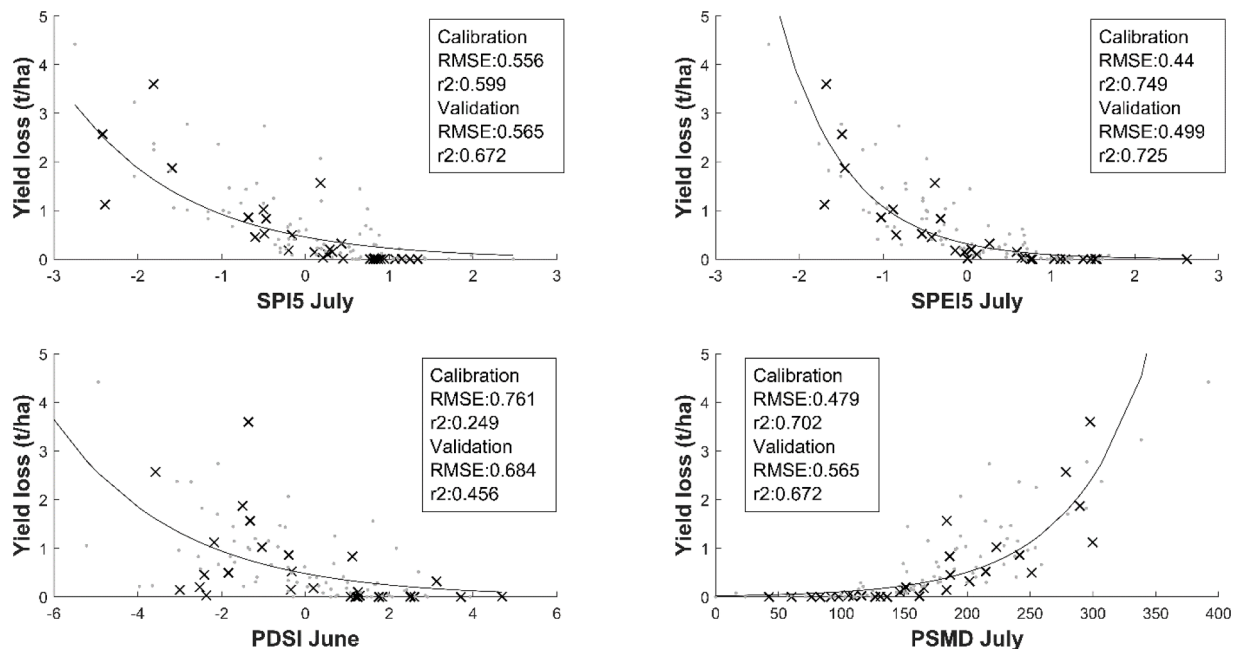 5
4
3
2
1
0
Yield loss (t/ha)
-3
-2
-1
0
1
2
3
SPI5 July
Calibration
RMSE:0.556
r2:0.599
Validation
RMSE:0.565
r2:0.672
5
4
3
2
1
0
Yield loss (t/ha)
-3
-2
-1
0
1
2
3
SPEI5 July
Calibration
RMSE:0.44
r2:0.749
Validation
RMSE:0.499
r2:0.725
5
4
3
2
1
0
Yield loss (t/ha)
-6
-4
-2
0
2
4
6
PDSI June
Calibration
RMSE:0.761
r2:0.249
Validation
RMSE:0.684
r2:0.456
5
4
3
2
1
0
Yield loss (t/ha)
0
50
100
150
200
250
300
350
400
PSMD July
Calibration
RMSE:0.479
r2:0.702
Validation
RMSE:0.565
r2:0.672